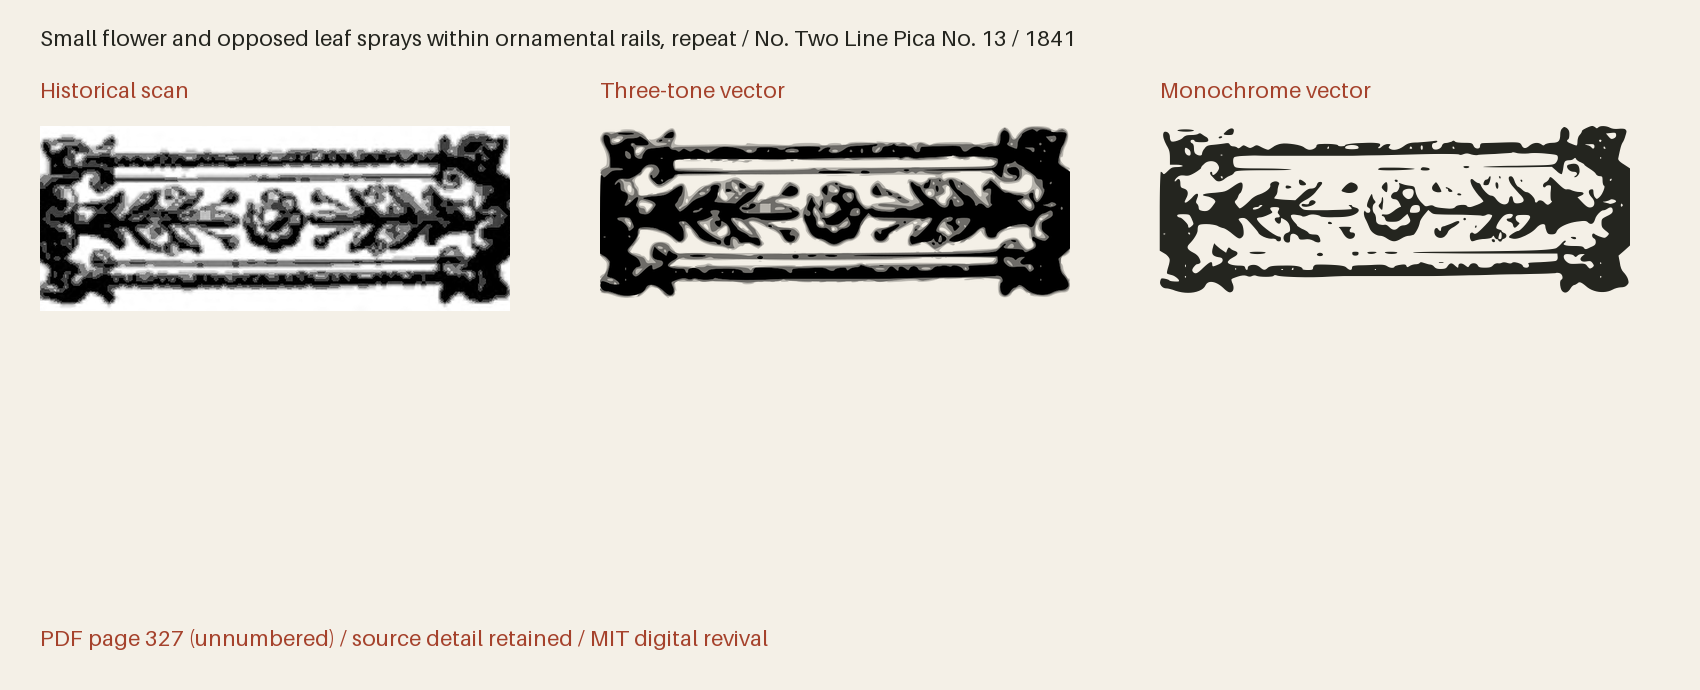 Small flower and opposed leaf sprays within ornamental rails, repeat / No. Two Line Pica No. 13 / 1841
Historical scan
Three-tone vector
Monochrome vector
PDF page 327 (unnumbered) / source detail retained / MIT digital revival